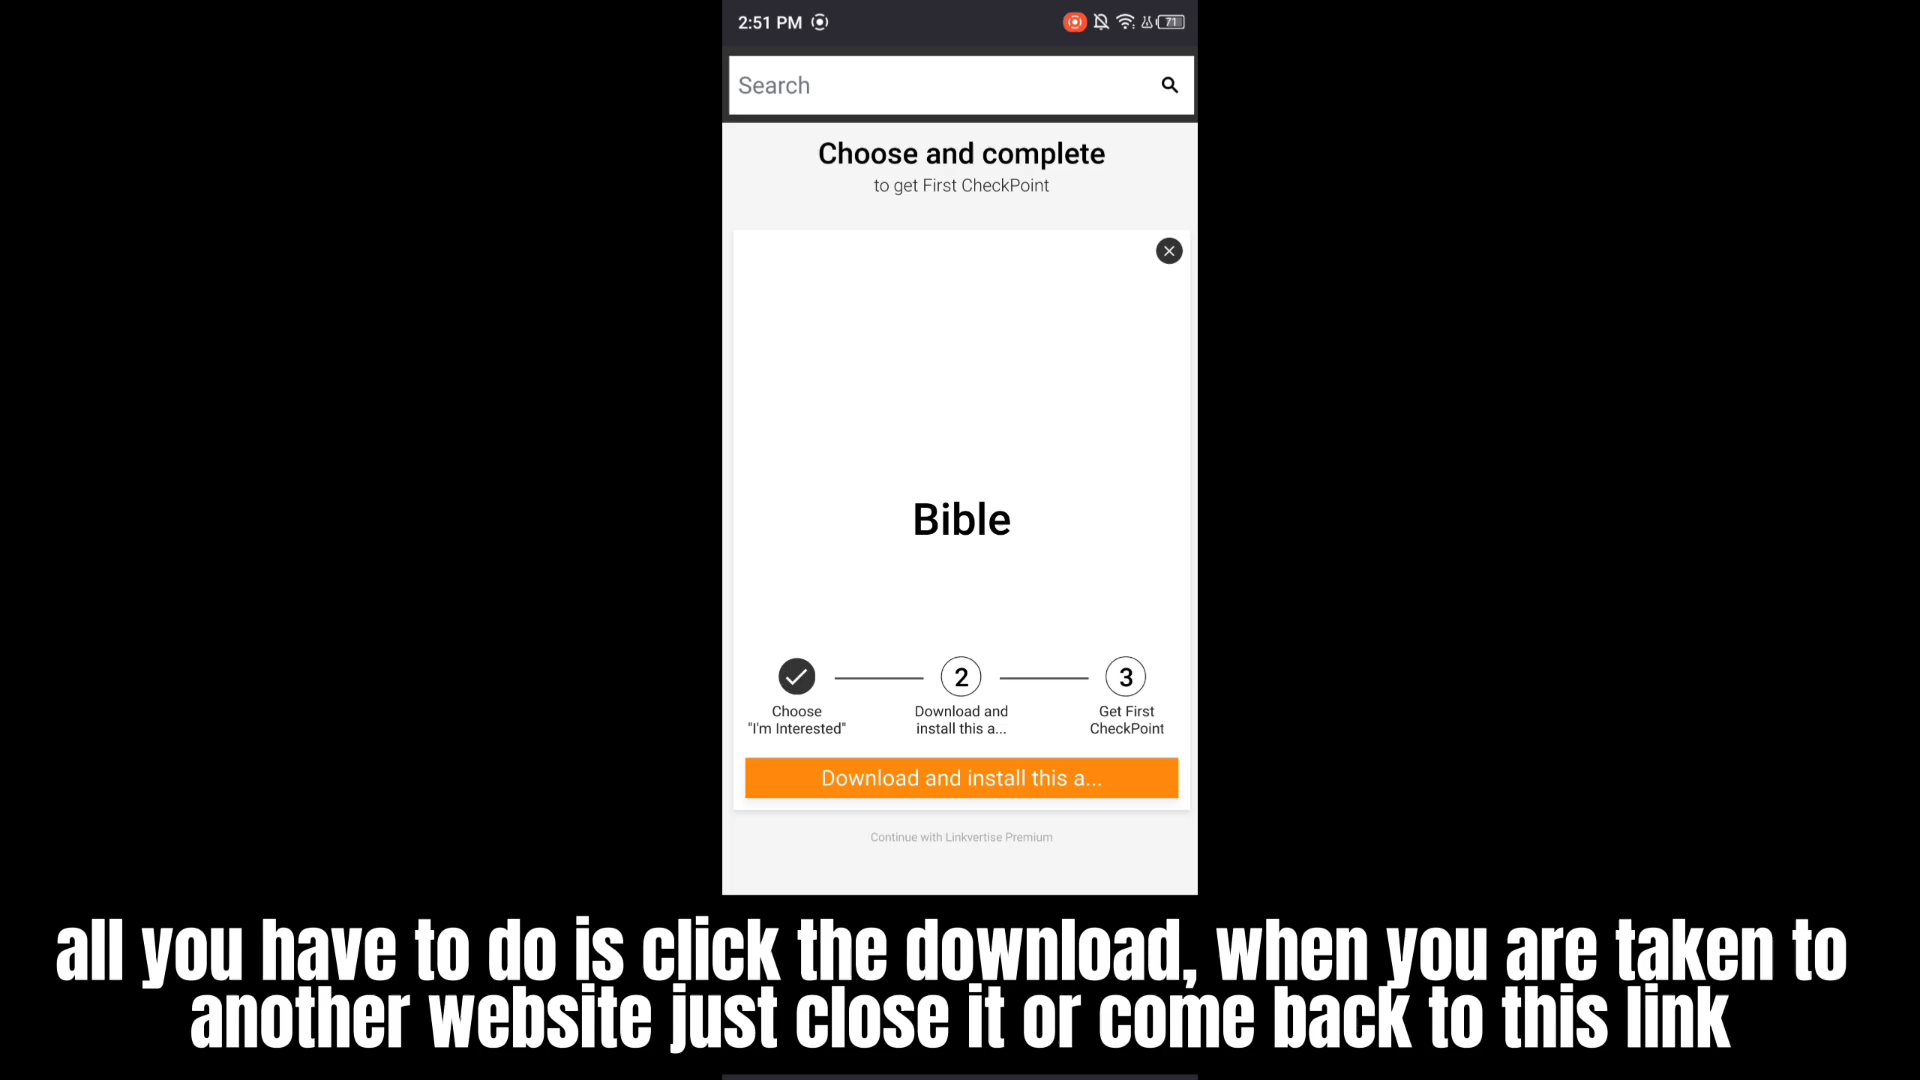 2:51 PM
71
Search
Choose and complete
to get First CheckPoint
Bible
2
3
Choose
"I'm Interested"
Download and
install this a...
Get First
CheckPoint
Download and install this a...
Continue with Linkvertise Premium
all you have to do is click the download, when you are taken to
another website just close it or come back to this link